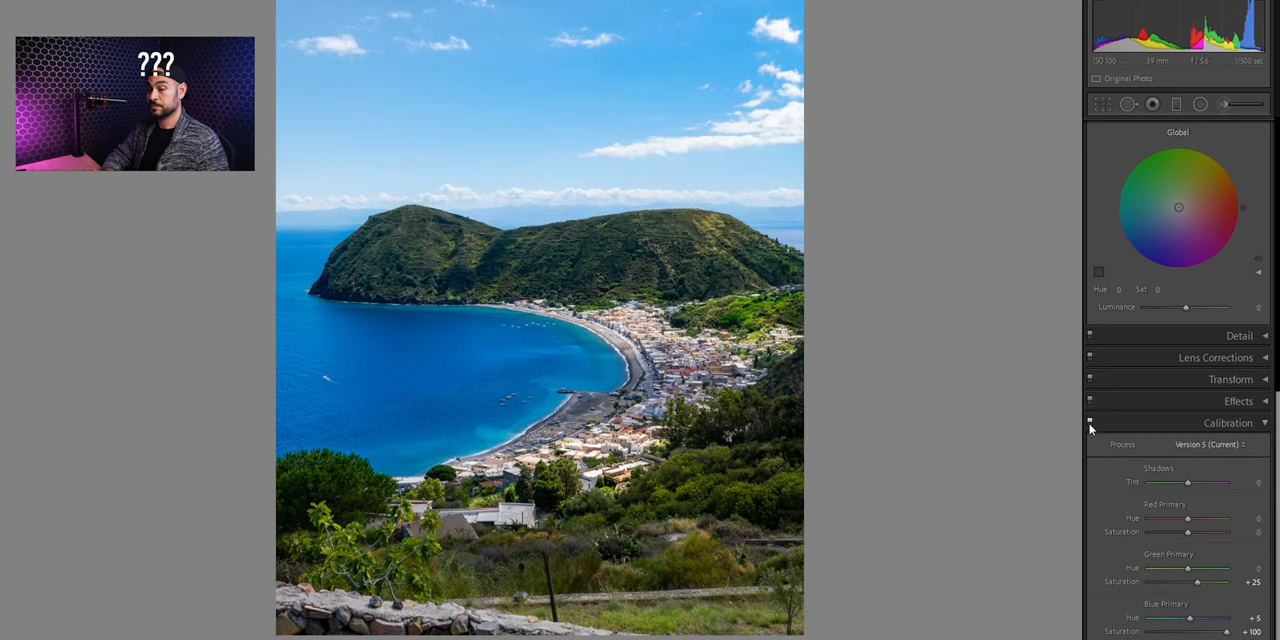 ???
ISO 100 39 mm f / 5,6 1/500 sec
Original Photo
Global
Hue 0 Sat 0
Luminance 0
Detail
Lens Corrections
Transform
Effects
Calibration
Process : Version 5 (Current)
Shadows
Tint 0
Red Primary
Hue 0
Saturation 0
Green Primary
Hue 0
Saturation + 25
Blue Primary
Hue + 5
Saturation + 100